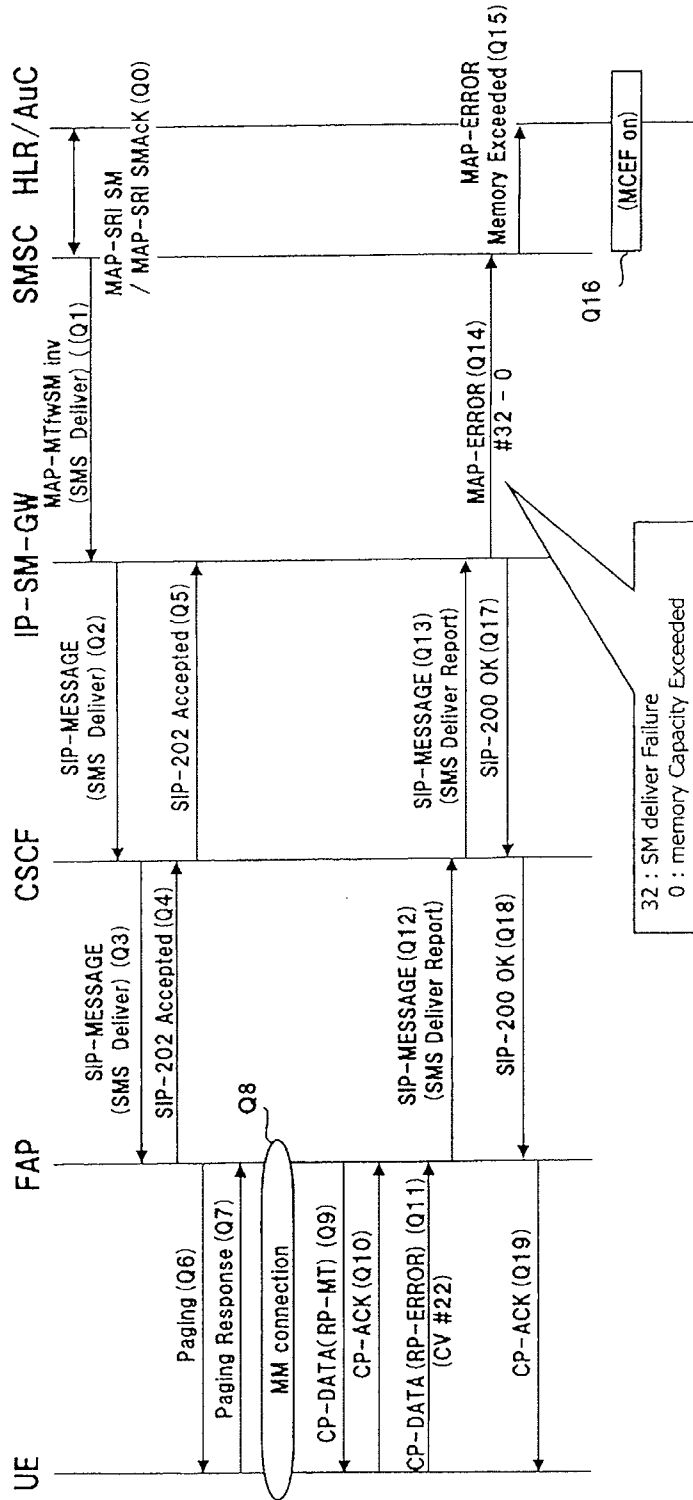 UE
FAP
CSCF
IP-SM-GW
SMSC
HLR/AuC
MAP-SRI SM
/ MAP-SRI SMAcK (Q0)
MAP-MTfwSM inv
(SMS Deliver) ((Q1)
SIP-MESSAGE
(SMS Deliver) (Q2)
SIP-MESSAGE
(SMS Deliver) (Q3)
SIP-202 Accepted (Q4)
SIP-202 Accepted (Q5)
Paging (Q6)
Paging Response (Q7)
Q8
MM connection
CP-DATA(RP-MT) (Q9)
CP-ACK (Q10)
CP-DATA (RP-ERROR) (Q11)
(CV #22)
SIP-MESSAGE (Q12)
(SMS Deliver Report)
SIP-MESSAGE (Q13)
(SMS Deliver Report)
MAP-ERROR (Q14)
#32 - 0
MAP-ERROR
Memory Exceeded (Q15)
Q16
(MCEF on)
SIP-200 OK (Q17)
SIP-200 OK (Q18)
CP-ACK (Q19)
32 : SM deliver Failure
0 : memory Capacity Exceeded